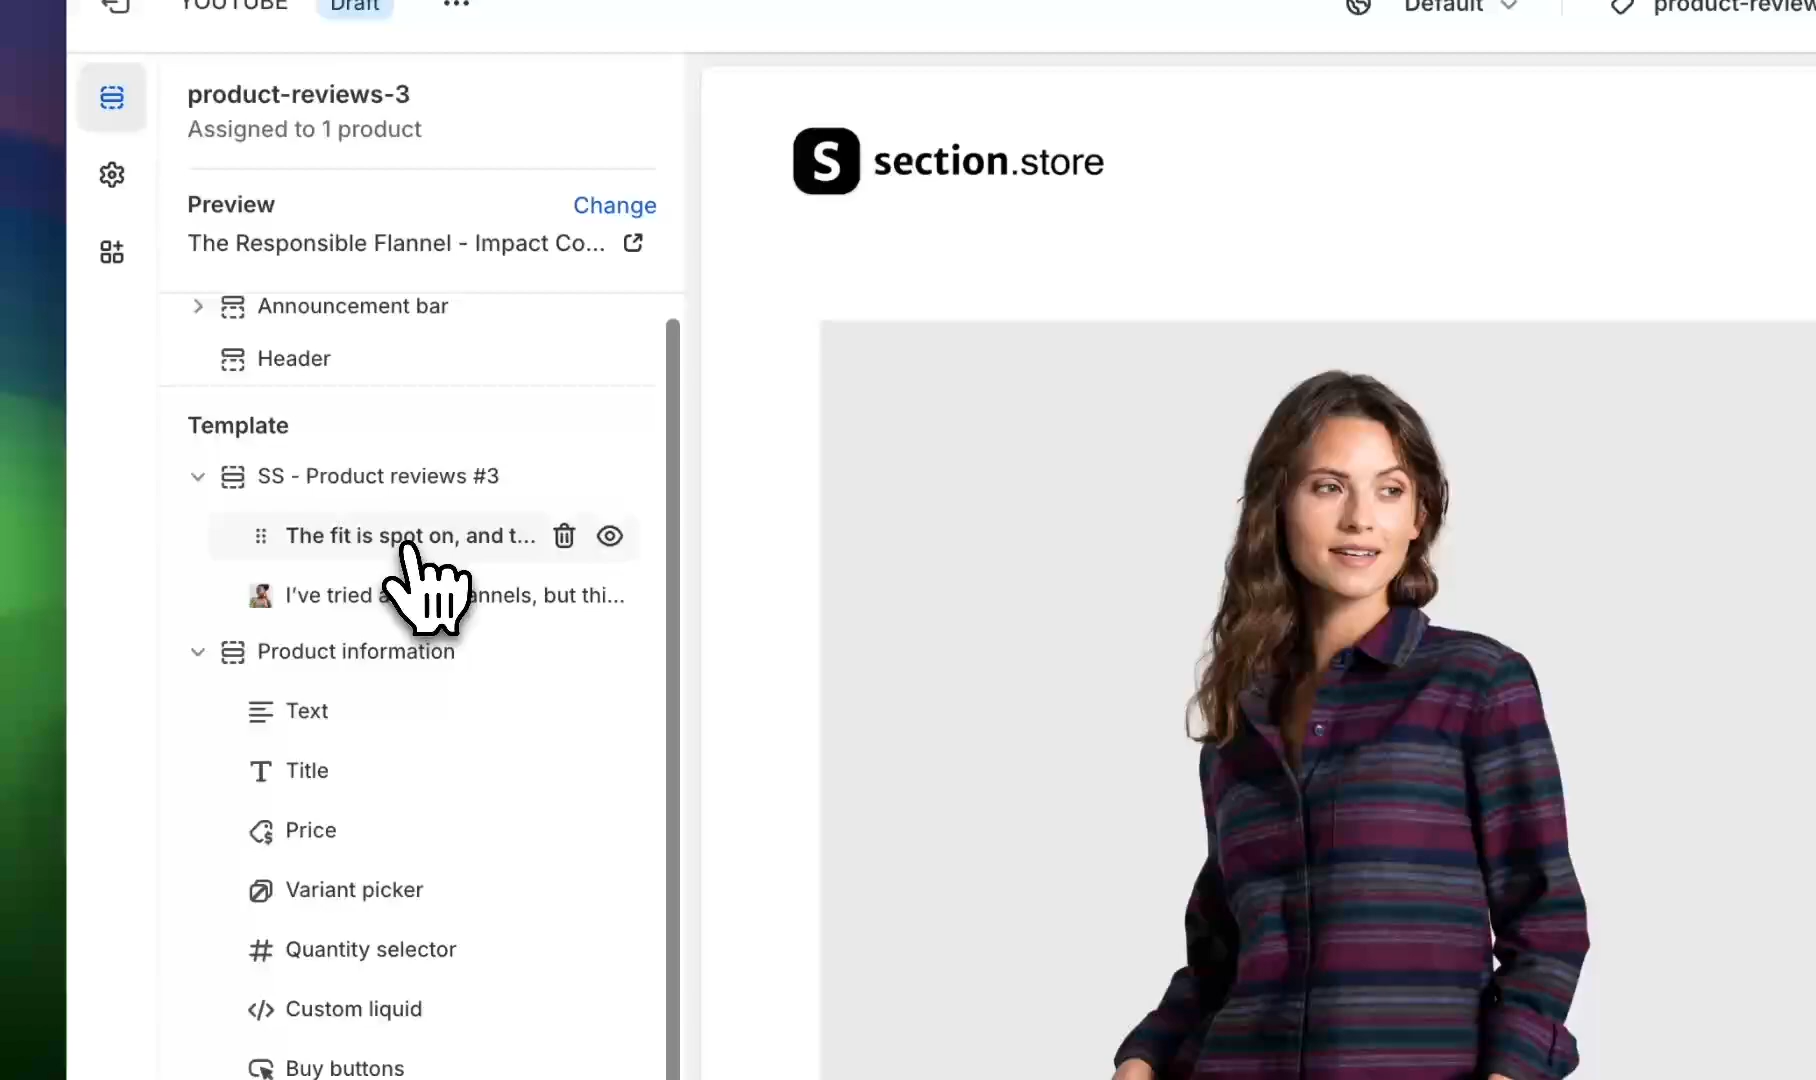 YOUTUBE
Draft
Default
product-review
product-reviews-3
Assigned to 1 product
Preview
Change
The Responsible Flannel - Impact Co...
Announcement bar
Header
Template
SS - Product reviews #3
The fit is spot on, and t...
I've tried a annels, but thi...
Product information
Text
Title
Price
Variant picker
Quantity selector
Custom liquid
Buy buttons
S section.store